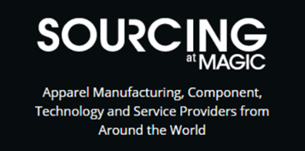 SOURCING
at MAGIC
Apparel Manufacturing, Component,
Technology and Service Providers from
Around the World